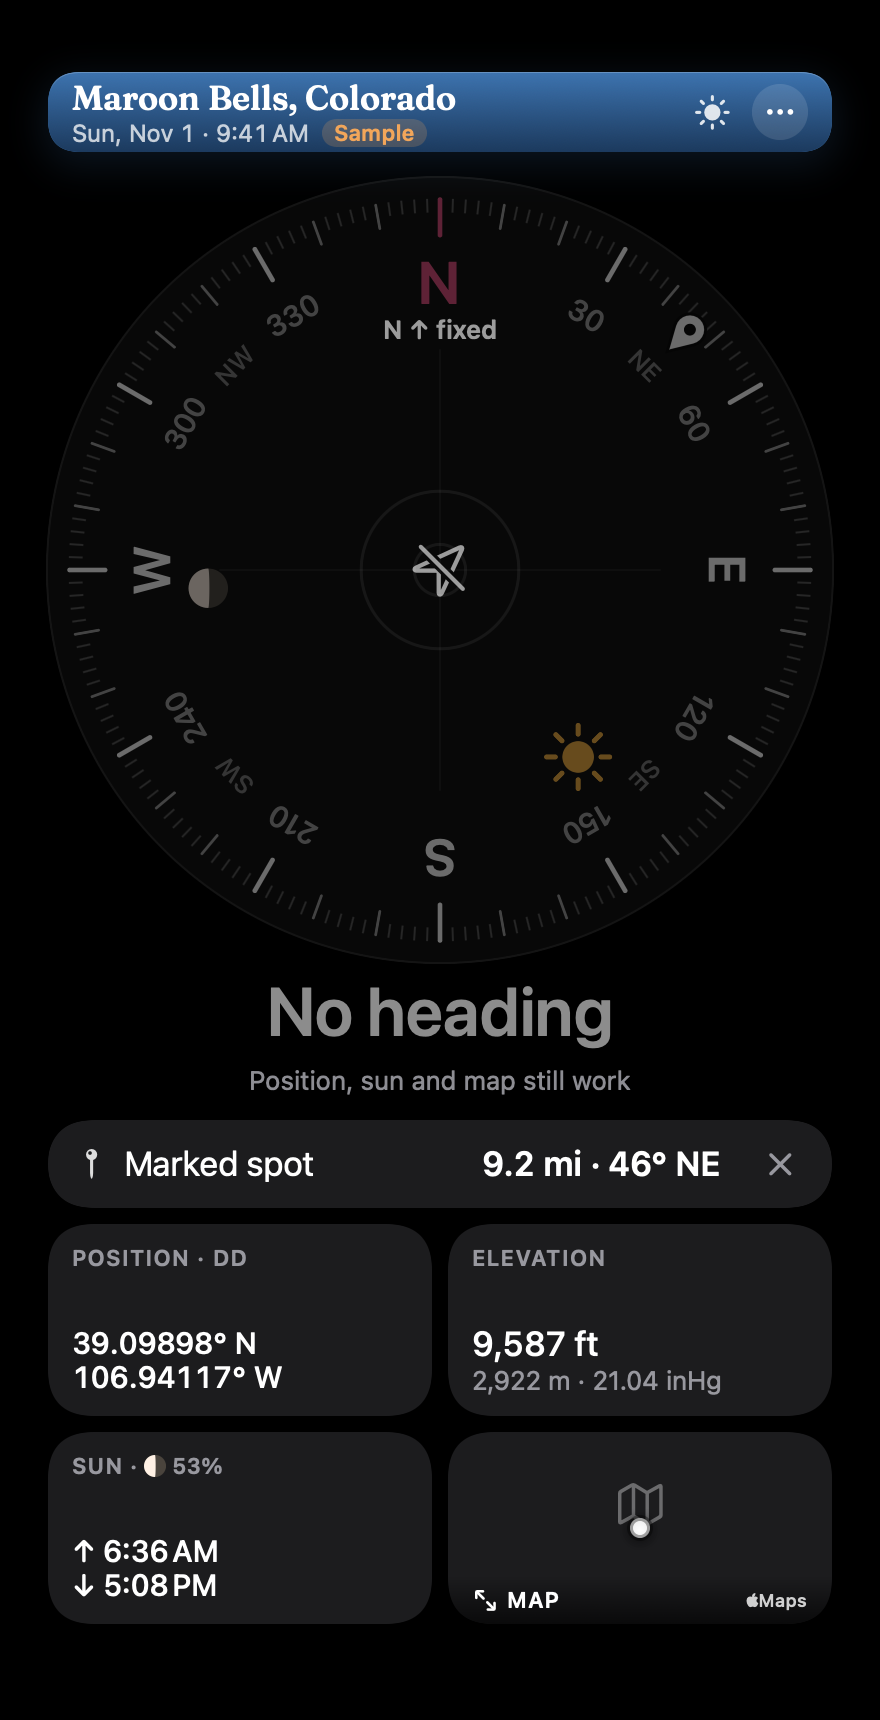 Maroon Bells, Colorado
Sun, Nov 1 · 9:41 AM Sample
N
N ↑ fixed
330
30
NW
NE
300
60
W
E
240
120
SW
SE
210
150
S
No heading
Position, sun and map still work
Marked spot 9.2 mi · 46° NE
POSITION · DD
39.09898° N
106.94117° W
ELEVATION
9,587 ft
2,922 m · 21.04 inHg
SUN · 53%
↑ 6:36 AM
↓ 5:08 PM
MAP
Maps